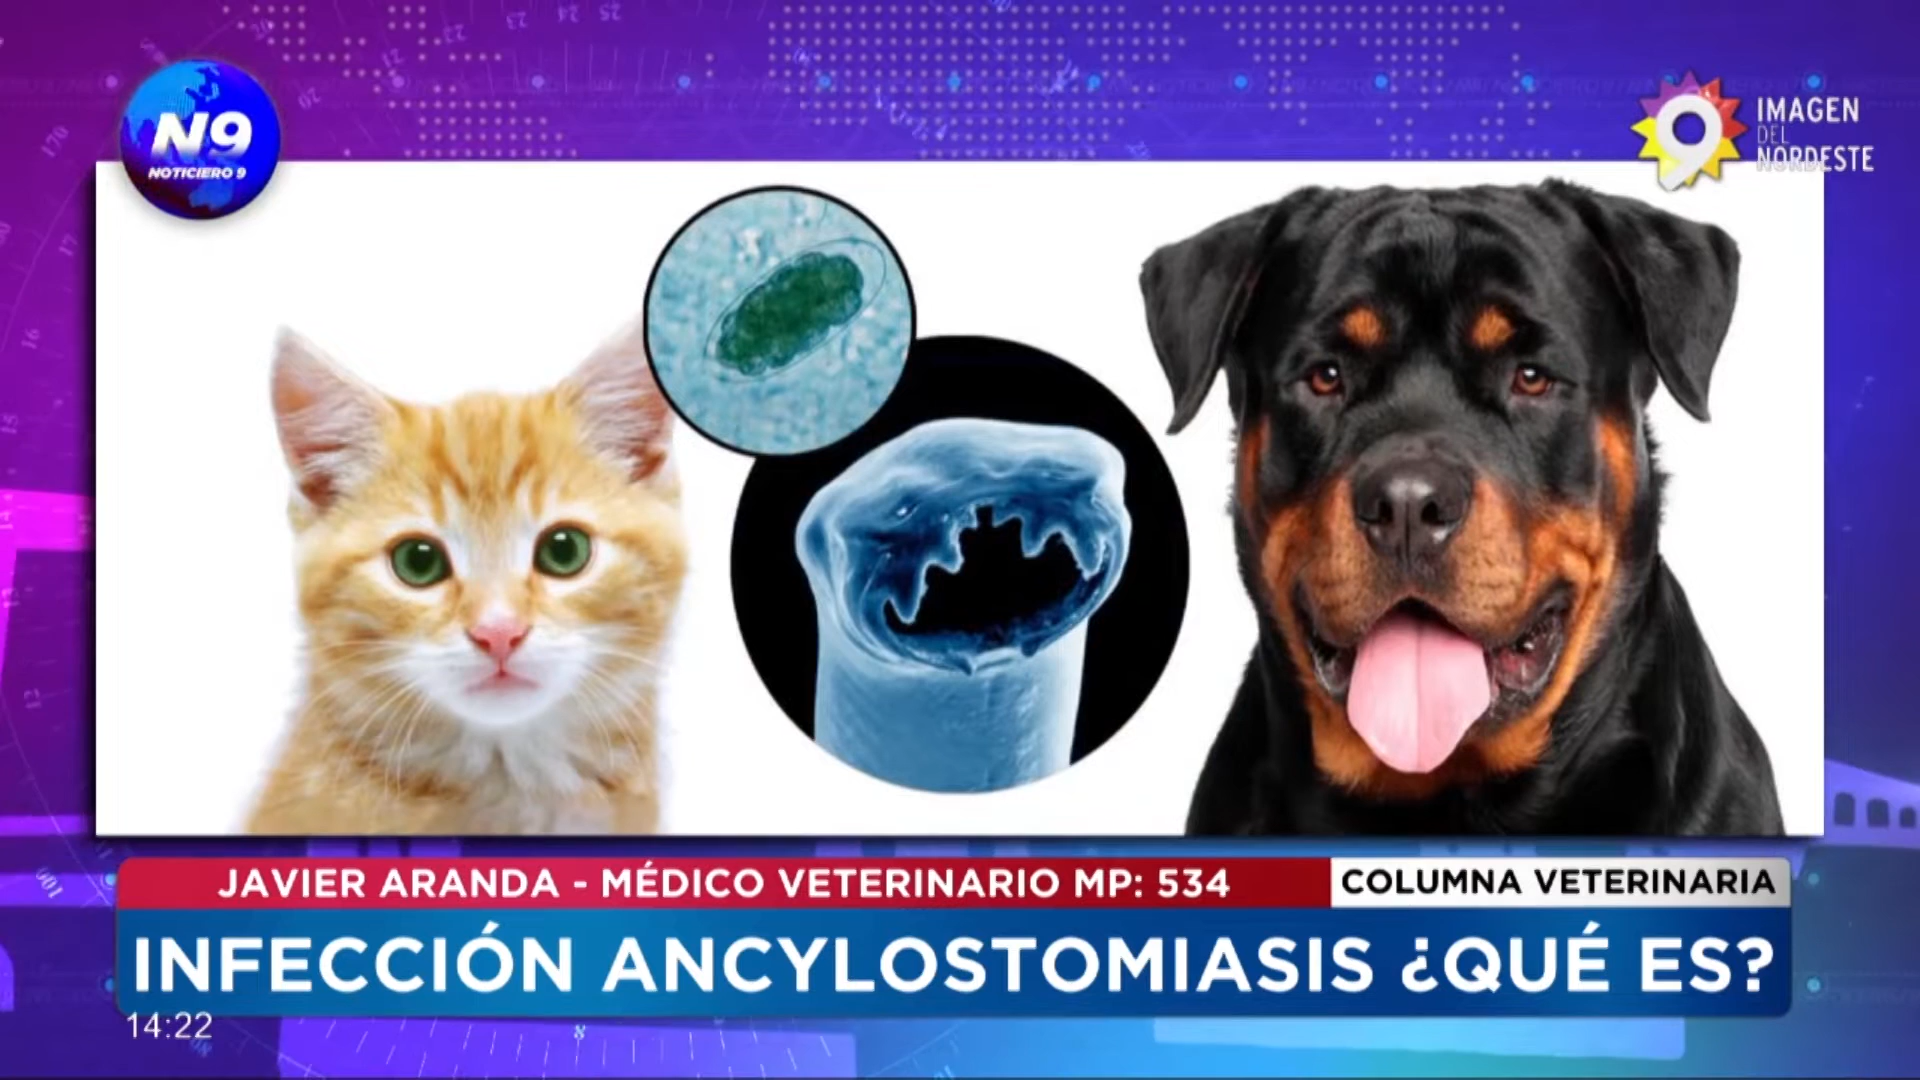 N9
NOTICIERO 9
9
IMAGEN
DEL
NORDESTE
JAVIER ARANDA - MÉDICO VETERINARIO MP: 534
COLUMNA VETERINARIA
INFECCIÓN ANCYLOSTOMIASIS ¿QUÉ ES?
14:22